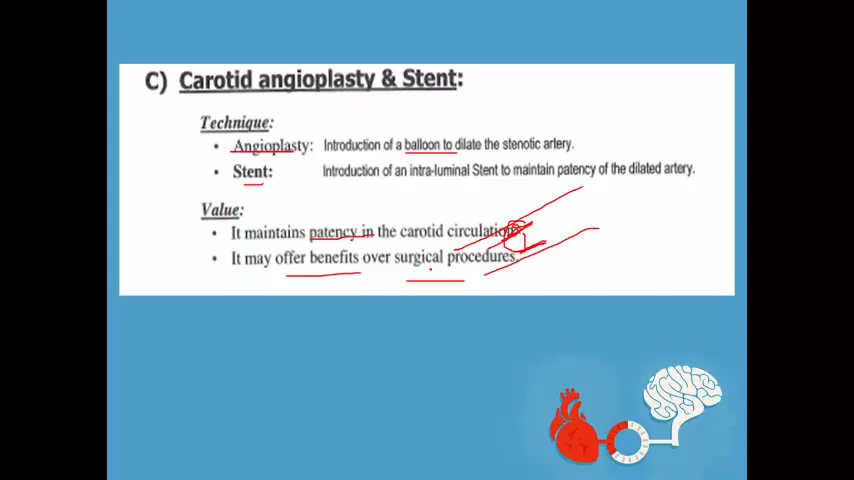 C) Carotid angioplasty & Stent:
Technique:
• Angioplasty: Introduction of a balloon to dilate the stenotic artery.
• Stent: Introduction of an intra-luminal Stent to maintain patency of the dilated artery.
Value:
• It maintains patency in the carotid circulation.
• It may offer benefits over surgical procedures.